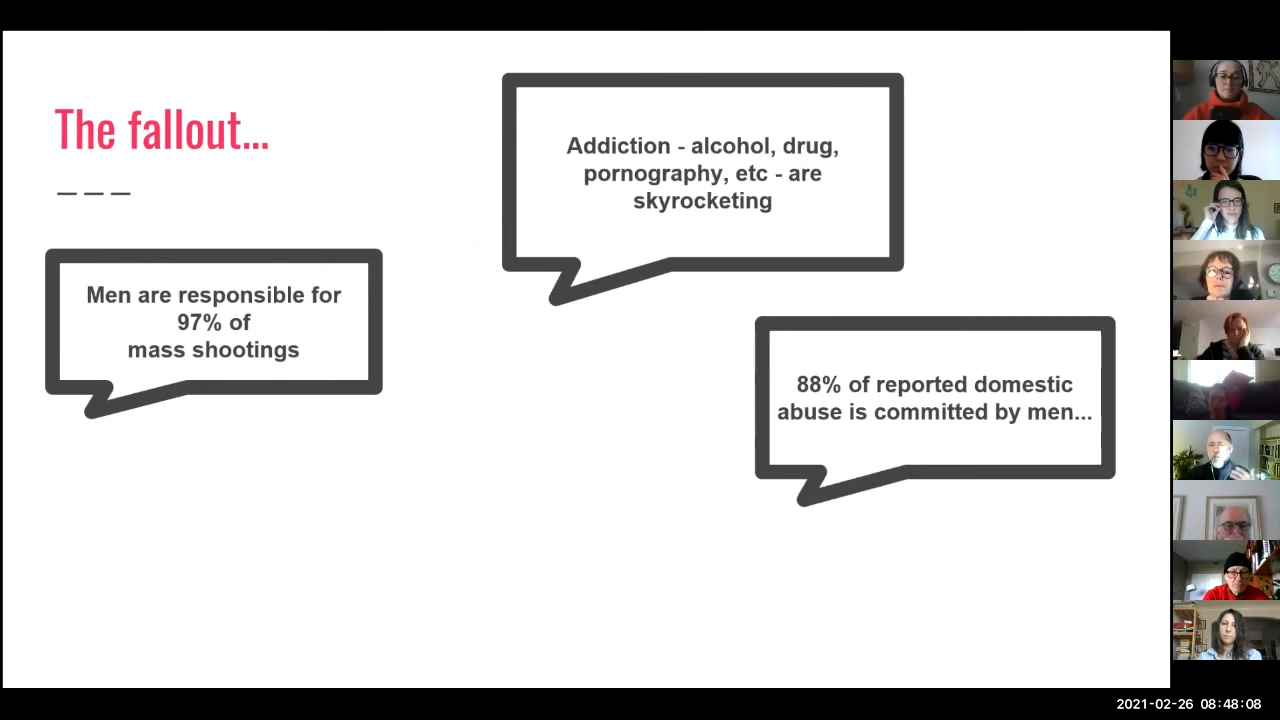 The fallout...
Addiction - alcohol, drug,
pornography, etc - are
skyrocketing
Men are responsible for
97% of
mass shootings
88% of reported domestic
abuse is committed by men...
2021-02-26 08:48:08